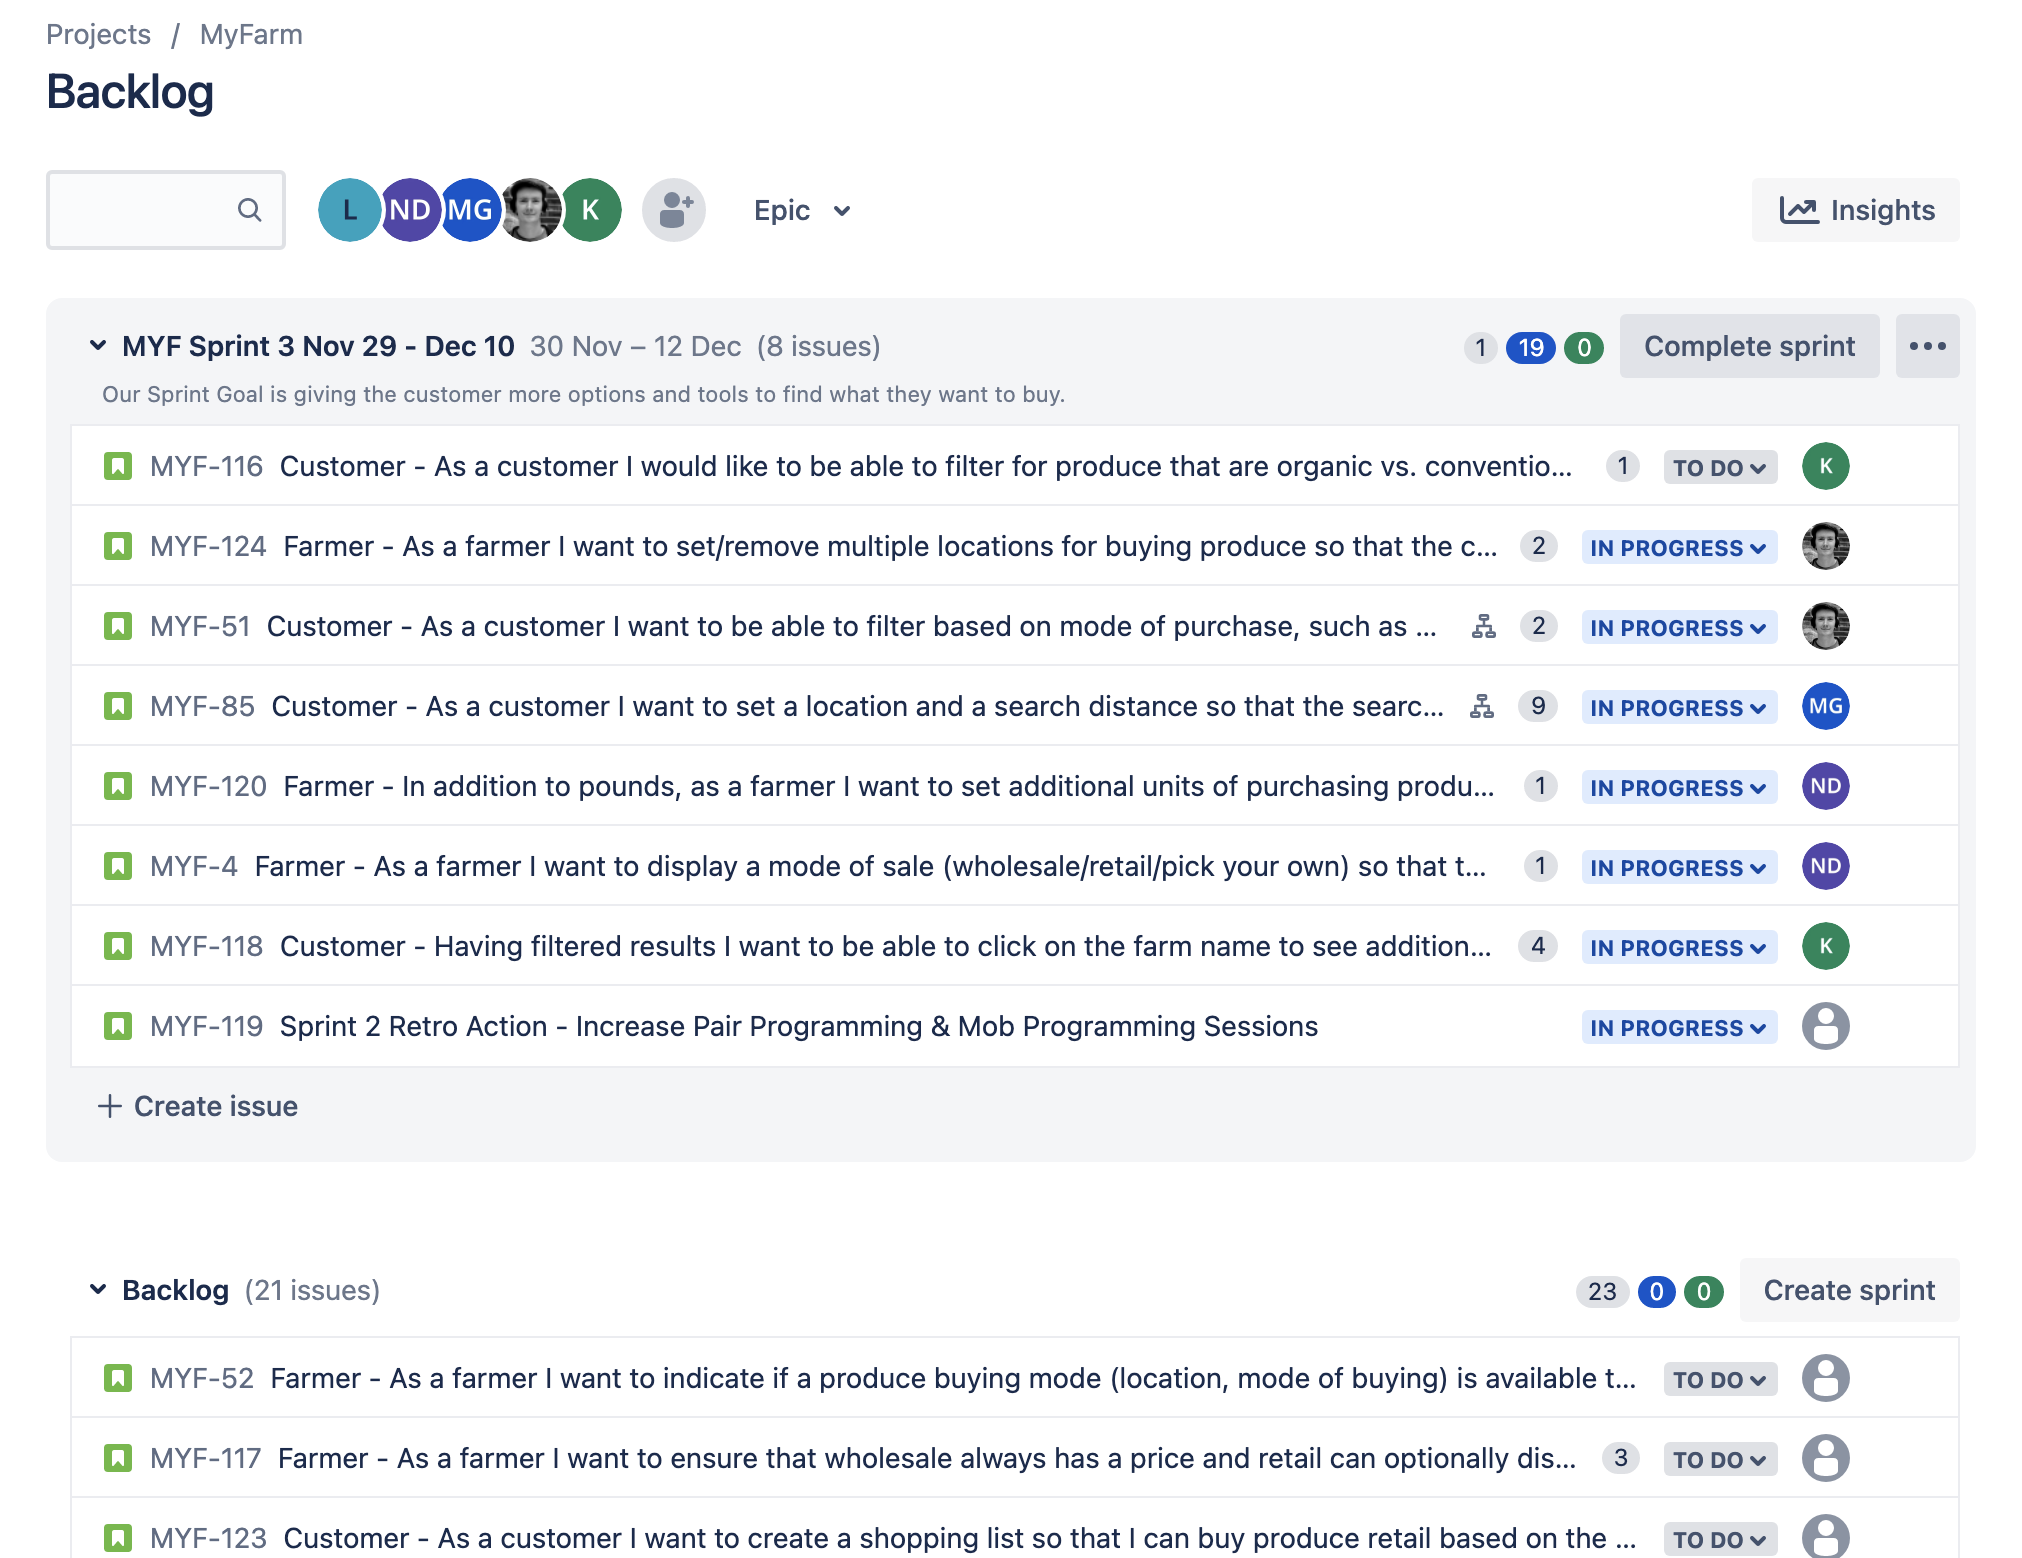 Projects / MyFarm
Backlog
L ND MG K Epic Insights
MYF Sprint 3 Nov 29 - Dec 10 30 Nov – 12 Dec (8 issues) 1 19 0 Complete sprint
Our Sprint Goal is giving the customer more options and tools to find what they want to buy.
MYF-116 Customer - As a customer I would like to be able to filter for produce that are organic vs. conventio... 1 TO DO K
MYF-124 Farmer - As a farmer I want to set/remove multiple locations for buying produce so that the c... 2 IN PROGRESS
MYF-51 Customer - As a customer I want to be able to filter based on mode of purchase, such as ... 2 IN PROGRESS
MYF-85 Customer - As a customer I want to set a location and a search distance so that the searc... 9 IN PROGRESS MG
MYF-120 Farmer - In addition to pounds, as a farmer I want to set additional units of purchasing produ... 1 IN PROGRESS ND
MYF-4 Farmer - As a farmer I want to display a mode of sale (wholesale/retail/pick your own) so that t... 1 IN PROGRESS ND
MYF-118 Customer - Having filtered results I want to be able to click on the farm name to see addition... 4 IN PROGRESS K
MYF-119 Sprint 2 Retro Action - Increase Pair Programming & Mob Programming Sessions IN PROGRESS
+ Create issue
Backlog (21 issues) 23 0 0 Create sprint
MYF-52 Farmer - As a farmer I want to indicate if a produce buying mode (location, mode of buying) is available t... TO DO
MYF-117 Farmer - As a farmer I want to ensure that wholesale always has a price and retail can optionally dis... 3 TO DO
MYF-123 Customer - As a customer I want to create a shopping list so that I can buy produce retail based on the ... TO DO